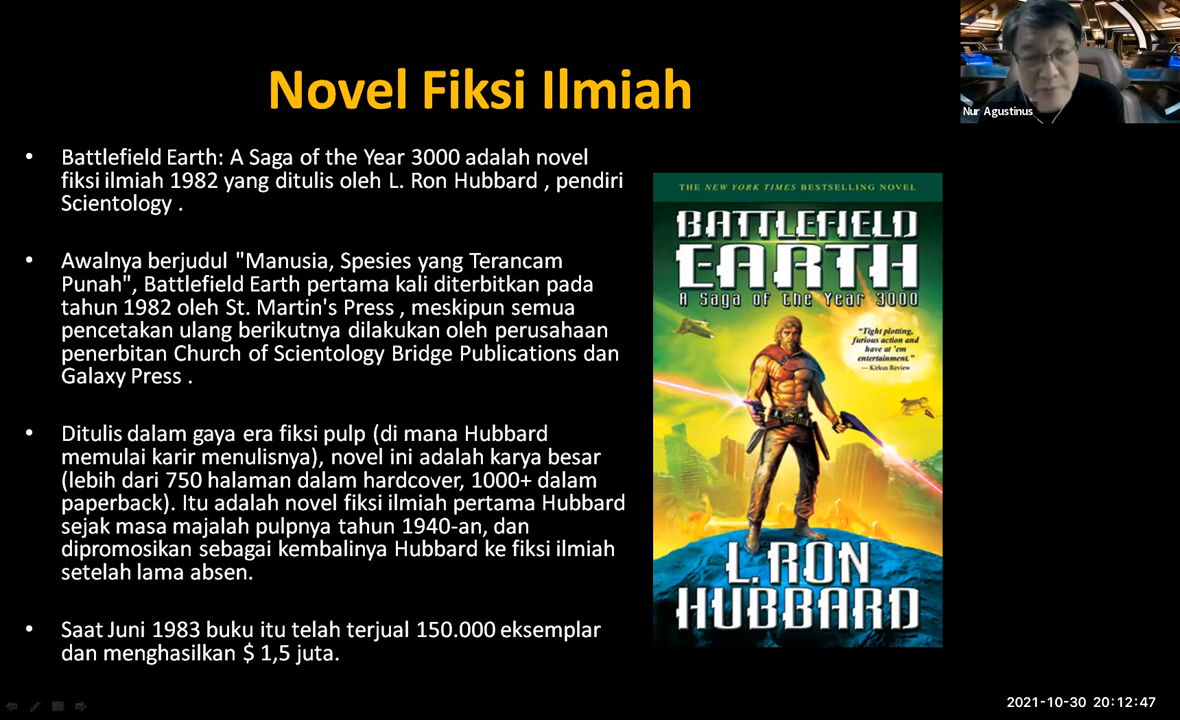 Novel Fiksi Ilmiah
Nur Agustinus
• Battlefield Earth: A Saga of the Year 3000 adalah novel
fiksi ilmiah 1982 yang ditulis oleh L. Ron Hubbard , pendiri
Scientology .
• Awalnya berjudul "Manusia, Spesies yang Terancam
Punah", Battlefield Earth pertama kali diterbitkan pada
tahun 1982 oleh St. Martin's Press , meskipun semua
pencetakan ulang berikutnya dilakukan oleh perusahaan
penerbitan Church of Scientology Bridge Publications dan
Galaxy Press .
• Ditulis dalam gaya era fiksi pulp (di mana Hubbard
memulai karir menulisnya), novel ini adalah karya besar
(lebih dari 750 halaman dalam hardcover, 1000+ dalam
paperback). Itu adalah novel fiksi ilmiah pertama Hubbard
sejak masa majalah pulpnya tahun 1940-an, dan
dipromosikan sebagai kembalinya Hubbard ke fiksi ilmiah
setelah lama absen.
• Saat Juni 1983 buku itu telah terjual 150.000 eksemplar
dan menghasilkan $ 1,5 juta.
THE NEW YORK TIMES BESTSELLING NOVEL
BATTLEFIELD
EARTH
A Saga of the Year 3000
"Tight plotting,
furious action and
have at 'em
entertainment."
— Kirkus Review
L. RON
HUBBARD
2021-10-30 20:12:47